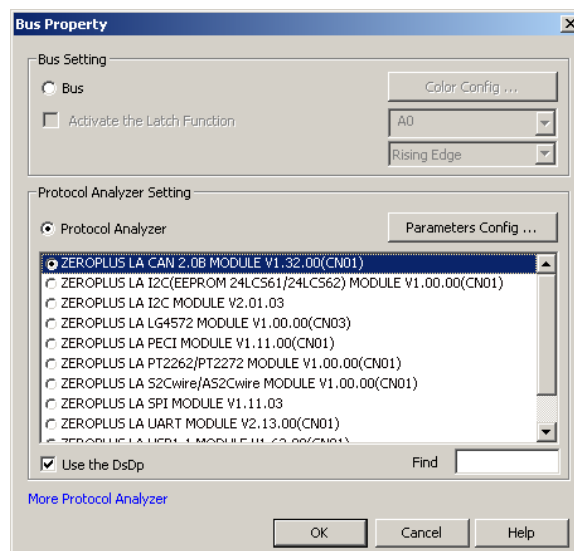 Bus Property
Bus Setting
Bus
Color Config ...
Activate the Latch Function
A0
Rising Edge
Protocol Analyzer Setting
Protocol Analyzer
Parameters Config ...
ZEROPLUS LA CAN 2.0B MODULE V1.32.00(CN01)
ZEROPLUS LA I2C(EEPROM 24LCS61/24LCS62) MODULE V1.00.00(CN01)
ZEROPLUS LA I2C MODULE V2.01.03
ZEROPLUS LA LG4572 MODULE V1.00.00(CN03)
ZEROPLUS LA PECI MODULE V1.11.00(CN01)
ZEROPLUS LA PT2262/PT2272 MODULE V1.00.00(CN01)
ZEROPLUS LA S2Cwire/AS2Cwire MODULE V1.00.00(CN01)
ZEROPLUS LA SPI MODULE V1.11.03
ZEROPLUS LA UART MODULE V2.13.00(CN01)
Use the DsDp
Find
More Protocol Analyzer
OK
Cancel
Help